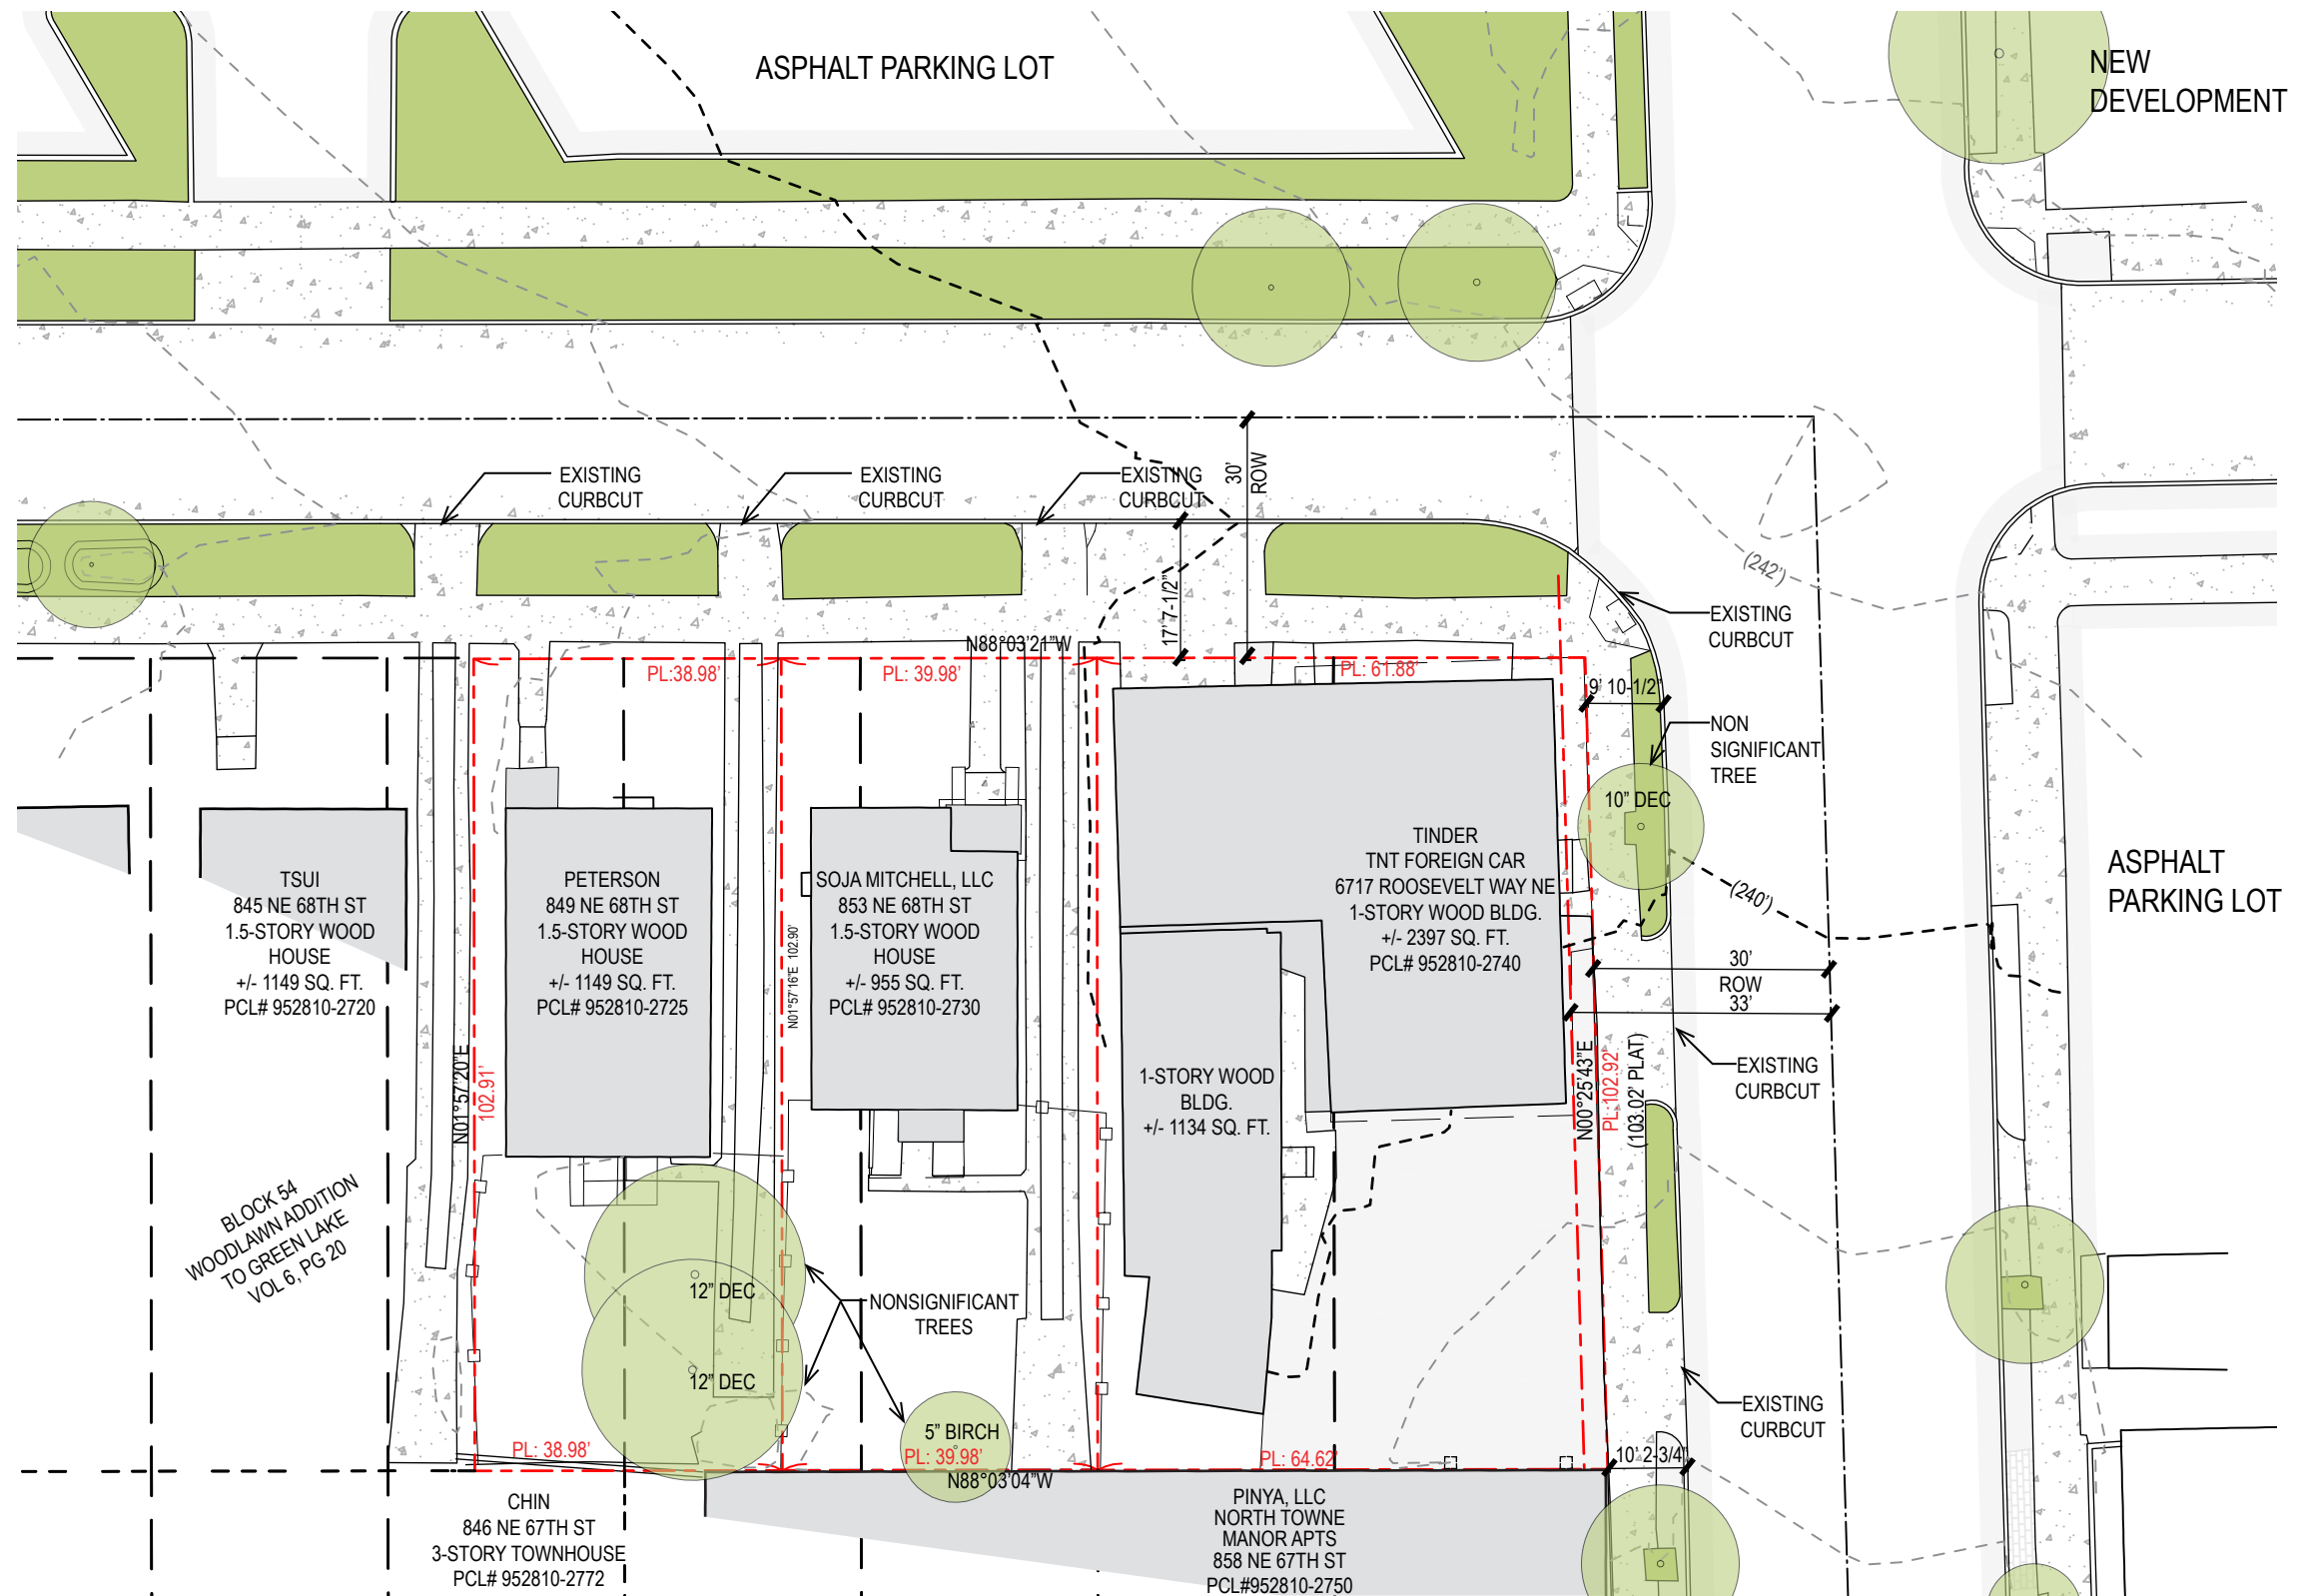 ASPHALT PARKING LOT
NEW
DEVELOPMENT
EXISTING
CURBCUT
EXISTING
CURBCUT
EXISTING
CURBCUT
30'
ROW
17' 7-1/2"
(242')
EXISTING
CURBCUT
N88°03'21"W
PL:38.98'
PL: 39.98'
PL: 61.88'
9' 10-1/2"
NON
SIGNIFICANT
TREE
10" DEC
TSUI
845 NE 68TH ST
1.5-STORY WOOD
HOUSE
+/- 1149 SQ. FT.
PCL# 952810-2720
PETERSON
849 NE 68TH ST
1.5-STORY WOOD
HOUSE
+/- 1149 SQ. FT.
PCL# 952810-2725
N01°57'16"E 102.90'
SOJA MITCHELL, LLC
853 NE 68TH ST
1.5-STORY WOOD
HOUSE
+/- 955 SQ. FT.
PCL# 952810-2730
TINDER
TNT FOREIGN CAR
6717 ROOSEVELT WAY NE
1-STORY WOOD BLDG.
+/- 2397 SQ. FT.
PCL# 952810-2740
(240')
ASPHALT
PARKING LOT
30'
ROW
33'
N01°57'20"E
102.91'
1-STORY WOOD
BLDG.
+/- 1134 SQ. FT.
N00°25'43"E
PL:102.92'
(103.02' PLAT)
EXISTING
CURBCUT
BLOCK 54
WOODLAWN ADDITION
TO GREEN LAKE
VOL 6, PG 20
12" DEC
NONSIGNIFICANT
TREES
12" DEC
5" BIRCH
EXISTING
CURBCUT
PL: 38.98'
PL: 39.98'
PL: 64.62'
10' 2-3/4"
N88°03'04"W
CHIN
846 NE 67TH ST
3-STORY TOWNHOUSE
PCL# 952810-2772
PINYA, LLC
NORTH TOWNE
MANOR APTS
858 NE 67TH ST
PCL#952810-2750